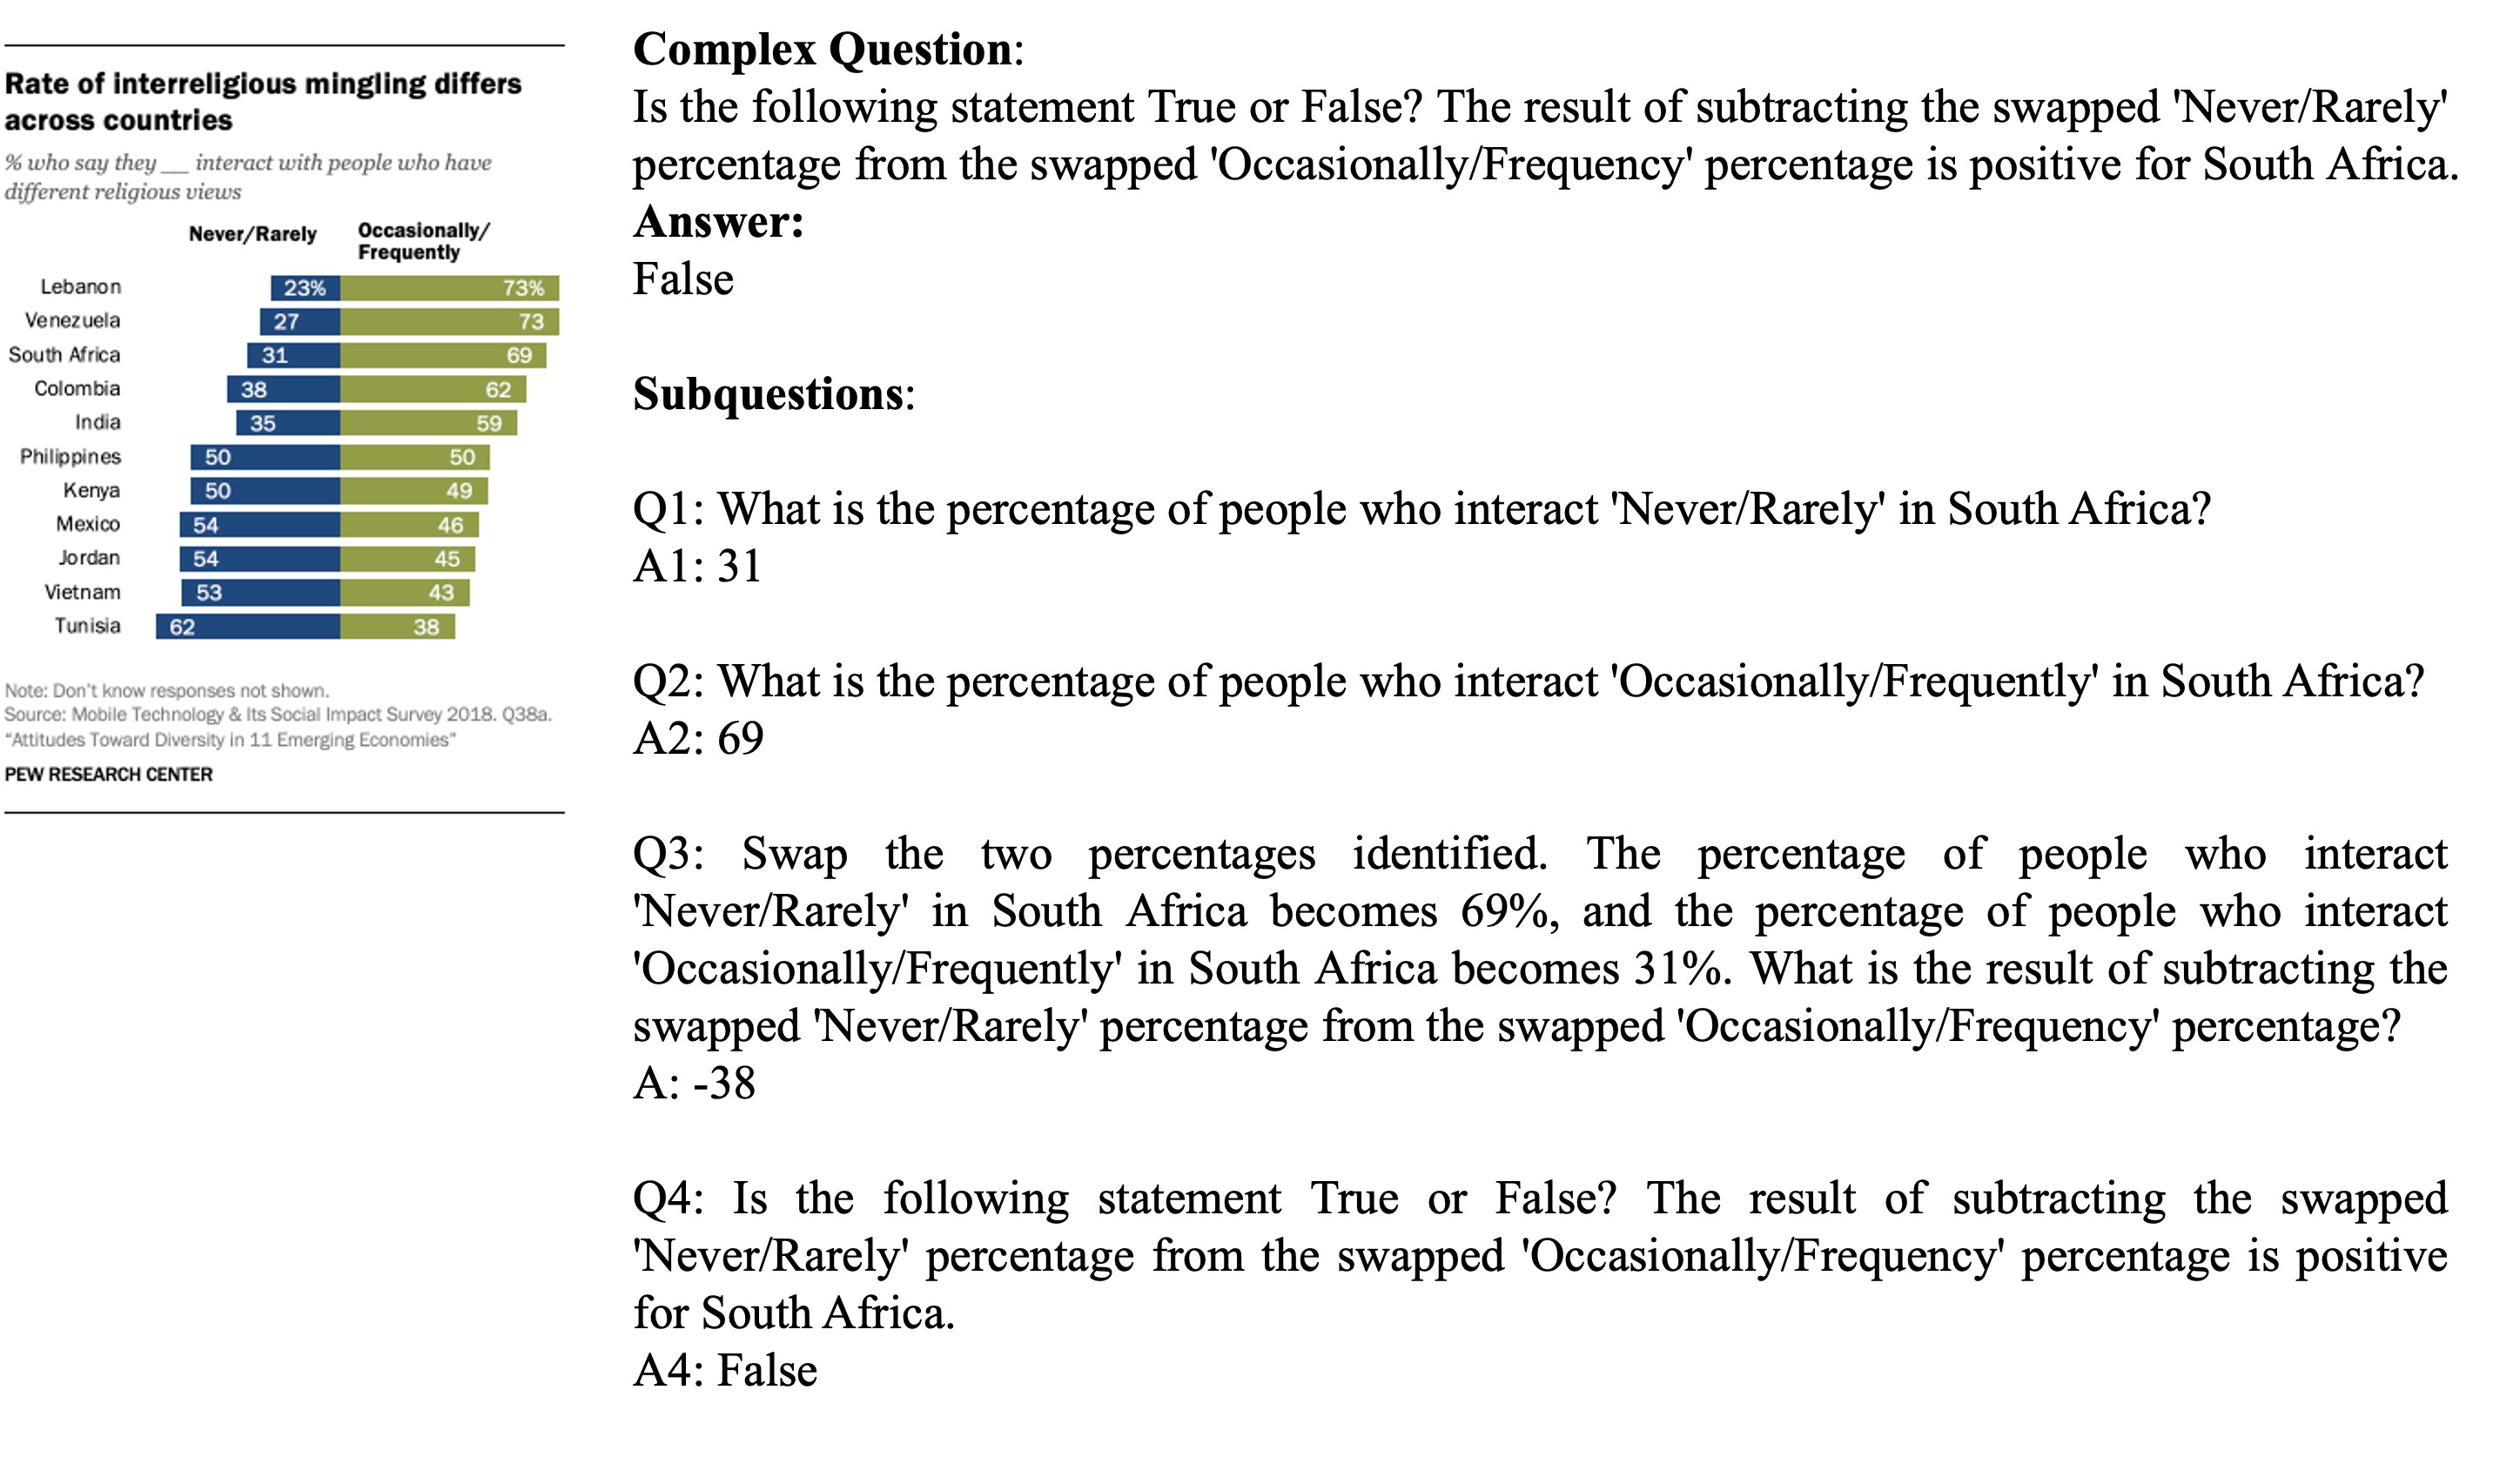 Rate of interreligious mingling differs
across countries
% who say they __ interact with people who have
different religious views
Never/Rarely
Occasionally/
Frequently
Lebanon 23% 73%
Venezuela 27 73
South Africa 31 69
Colombia 38 62
India 35 59
Philippines 50 50
Kenya 50 49
Mexico 54 46
Jordan 54 45
Vietnam 53 43
Tunisia 62 38
Note: Don't know responses not shown.
Source: Mobile Technology & Its Social Impact Survey 2018. Q38a.
“Attitudes Toward Diversity in 11 Emerging Economies”
PEW RESEARCH CENTER
Complex Question:
Is the following statement True or False? The result of subtracting the swapped 'Never/Rarely'
percentage from the swapped 'Occasionally/Frequency' percentage is positive for South Africa.
Answer:
False
Subquestions:
Q1: What is the percentage of people who interact 'Never/Rarely' in South Africa?
A1: 31
Q2: What is the percentage of people who interact 'Occasionally/Frequently' in South Africa?
A2: 69
Q3: Swap the two percentages identified. The percentage of people who interact
'Never/Rarely' in South Africa becomes 69%, and the percentage of people who interact
'Occasionally/Frequently' in South Africa becomes 31%. What is the result of subtracting the
swapped 'Never/Rarely' percentage from the swapped 'Occasionally/Frequency' percentage?
A: -38
Q4: Is the following statement True or False? The result of subtracting the swapped
'Never/Rarely' percentage from the swapped 'Occasionally/Frequency' percentage is positive
for South Africa.
A4: False